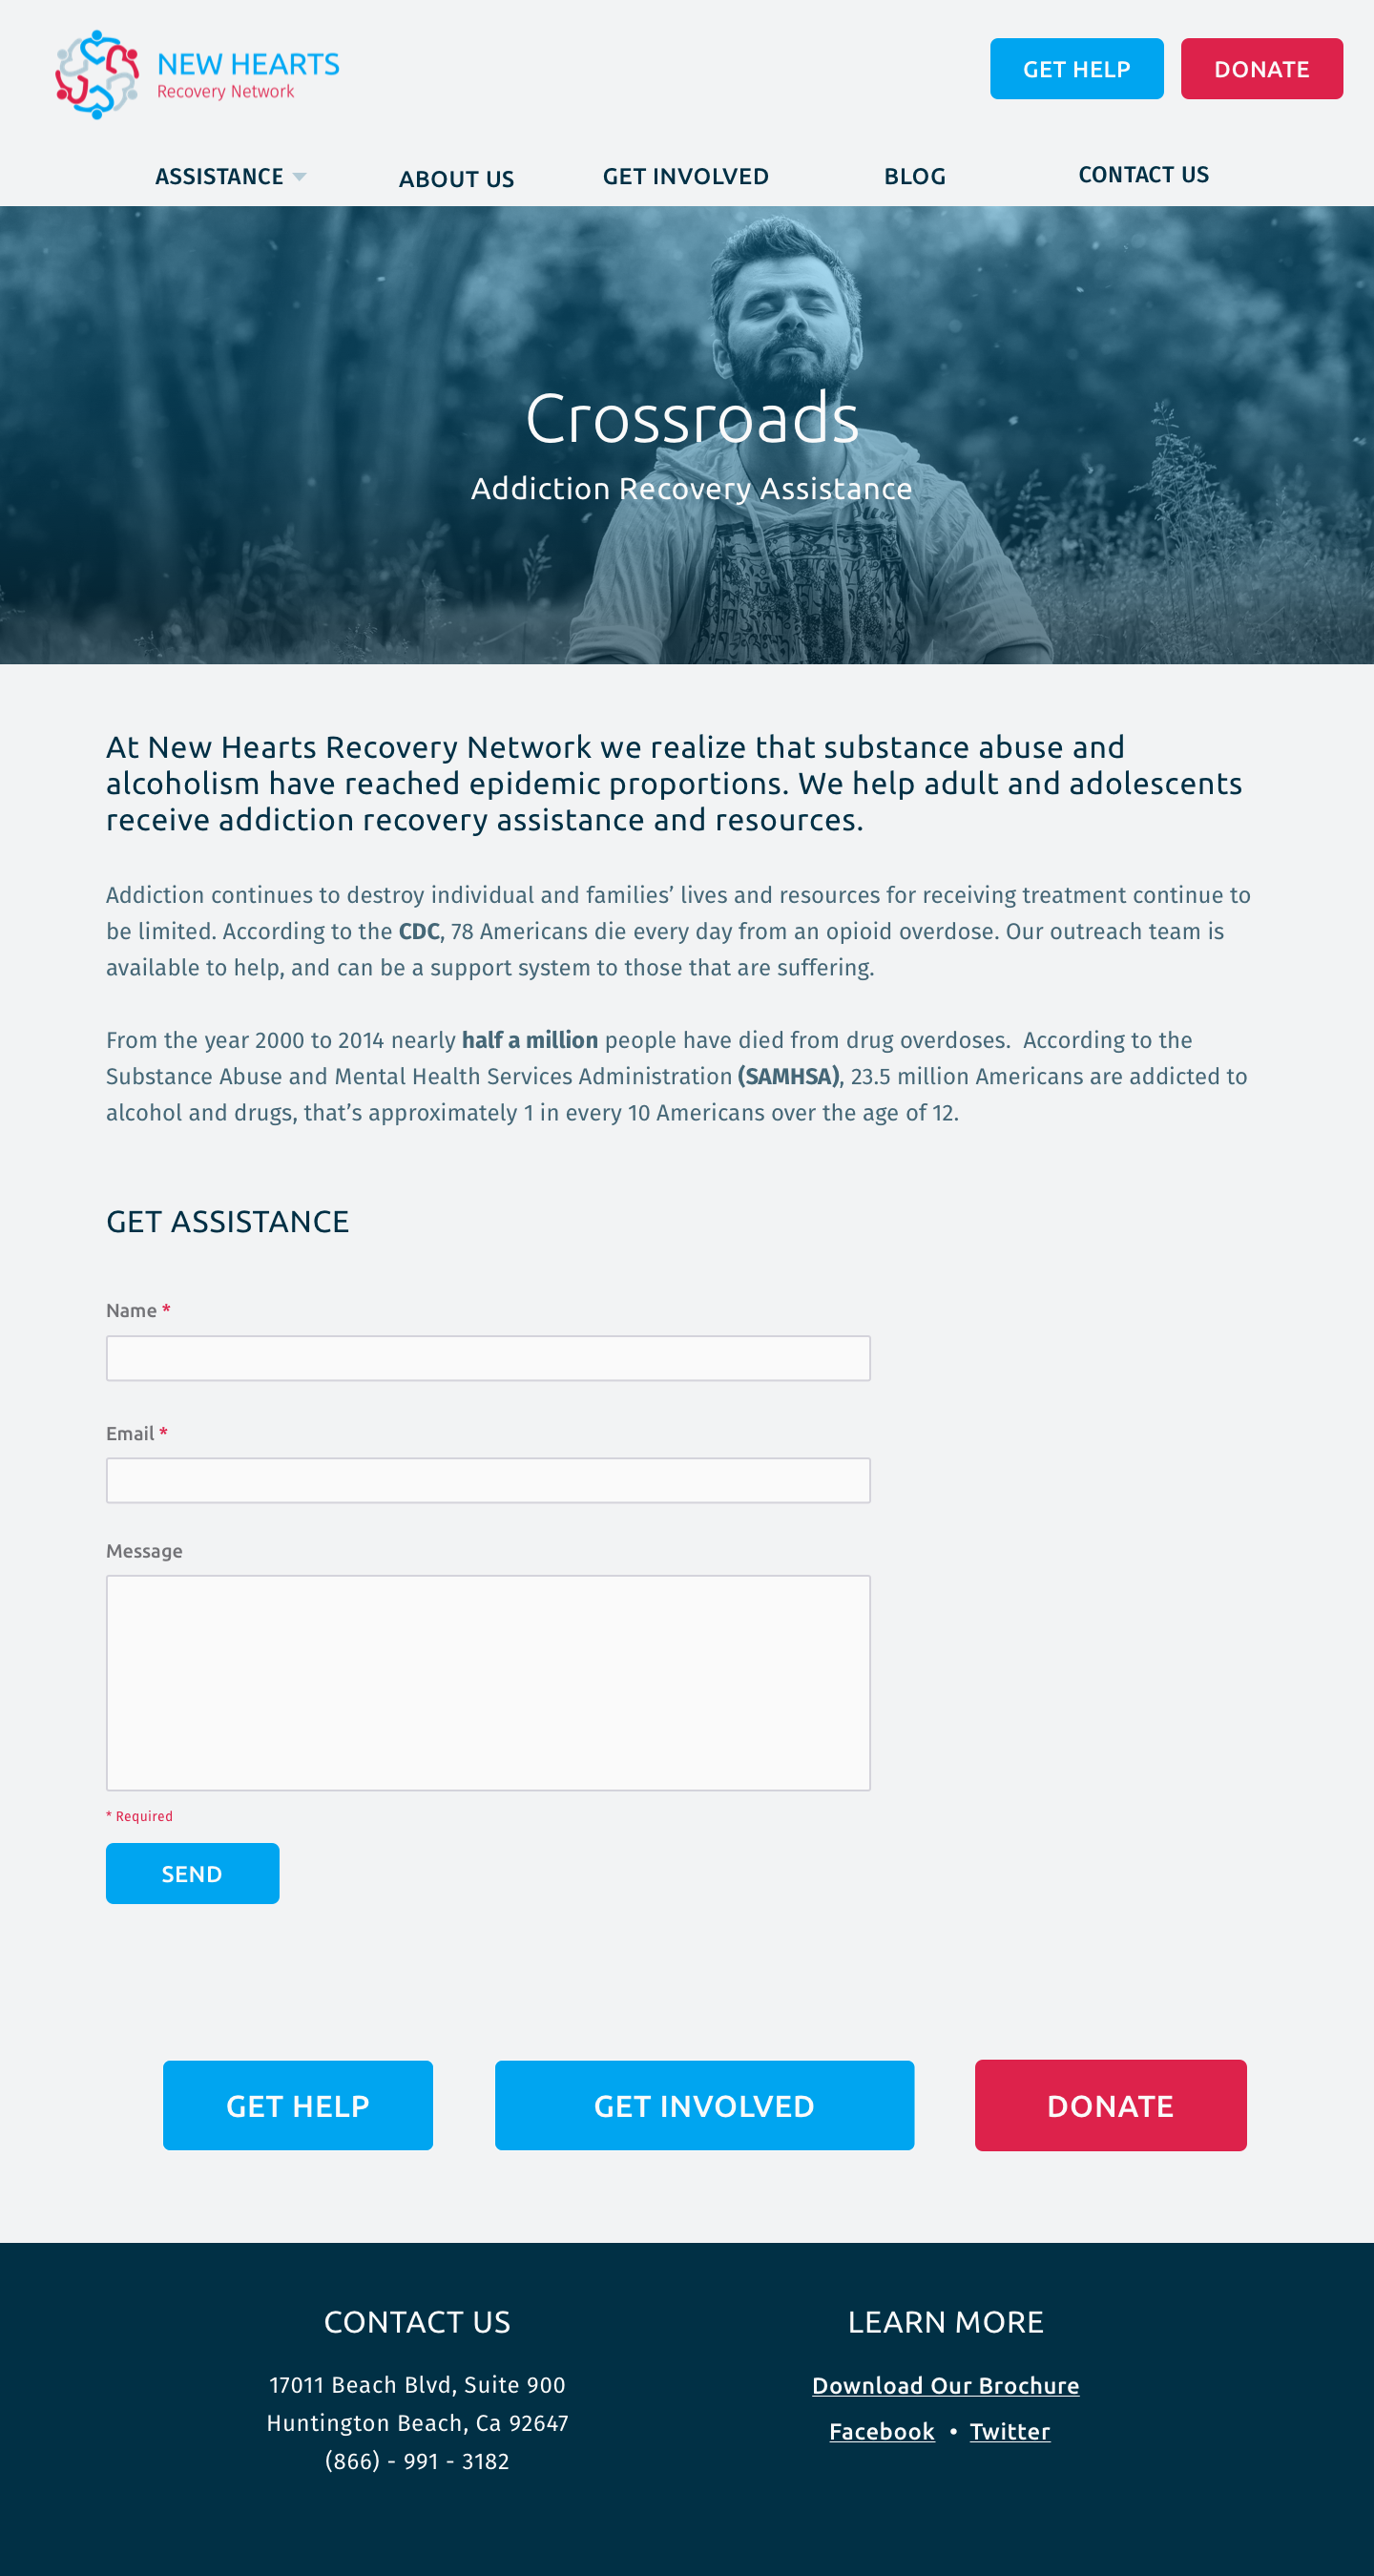 NEW HEARTS
Recovery Network
GET HELP
DONATE
ASSISTANCE
ABOUT US
GET INVOLVED
BLOG
CONTACT US
Crossroads
Addiction Recovery Assistance
At New Hearts Recovery Network we realize that substance abuse and
alcoholism have reached epidemic proportions. We help adult and adolescents
receive addiction recovery assistance and resources.
Addiction continues to destroy individual and families’ lives and resources for receiving treatment continue to
be limited. According to the CDC, 78 Americans die every day from an opioid overdose. Our outreach team is
available to help, and can be a support system to those that are suffering.
From the year 2000 to 2014 nearly half a million people have died from drug overdoses.  According to the
Substance Abuse and Mental Health Services Administration (SAMHSA), 23.5 million Americans are addicted to
alcohol and drugs, that’s approximately 1 in every 10 Americans over the age of 12.
GET ASSISTANCE
Name *
Email *
Message
* Required
SEND
GET HELP
GET INVOLVED
DONATE
CONTACT US
17011 Beach Blvd, Suite 900
Huntington Beach, Ca 92647
(866) - 991 - 3182
LEARN MORE
Download Our Brochure
Facebook • Twitter